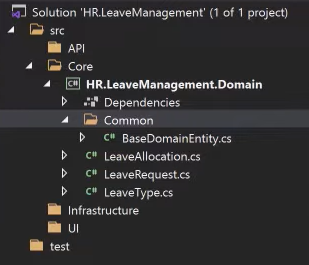 Solution 'HR.LeaveManagement' (1 of 1 project)
src
API
Core
C# HR.LeaveManagement.Domain
Dependencies
Common
C# BaseDomainEntity.cs
C# LeaveAllocation.cs
C# LeaveRequest.cs
C# LeaveType.cs
Infrastructure
UI
test